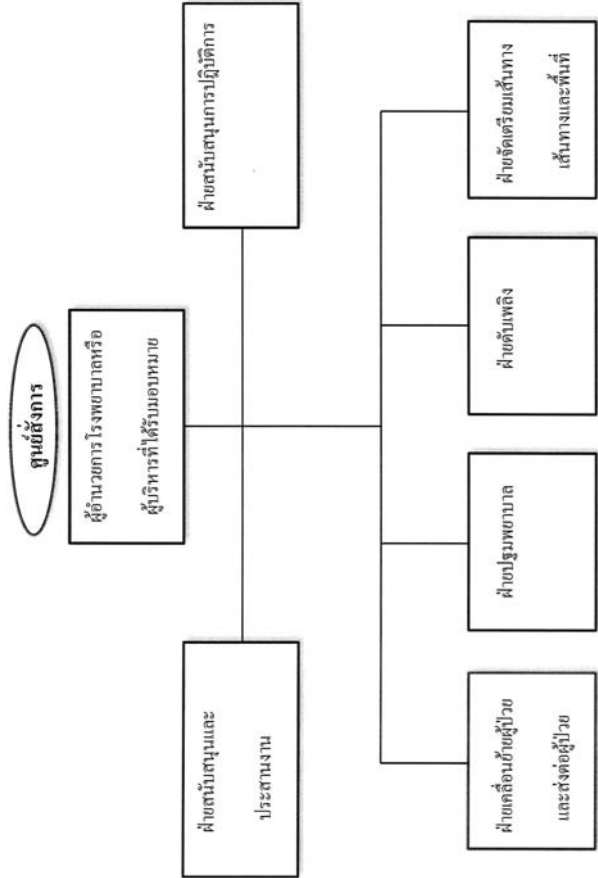 ศูนย์สั่งการ
ผู้อำนวยการโรงพยาบาลหรือ
ผู้บริหารที่ได้รับมอบหมาย
ฝ่ายสนับสนุนและ
ประสานงาน
ฝ่ายสนับสนุนการปฏิบัติการ
ฝ่ายเคลื่อนย้ายผู้ป่วย
และส่งต่อผู้ป่วย
ฝ่ายปฐมพยาบาล
ฝ่ายดับเพลิง
ฝ่ายจัดเตรียมเส้นทาง
เส้นทางและพื้นที่